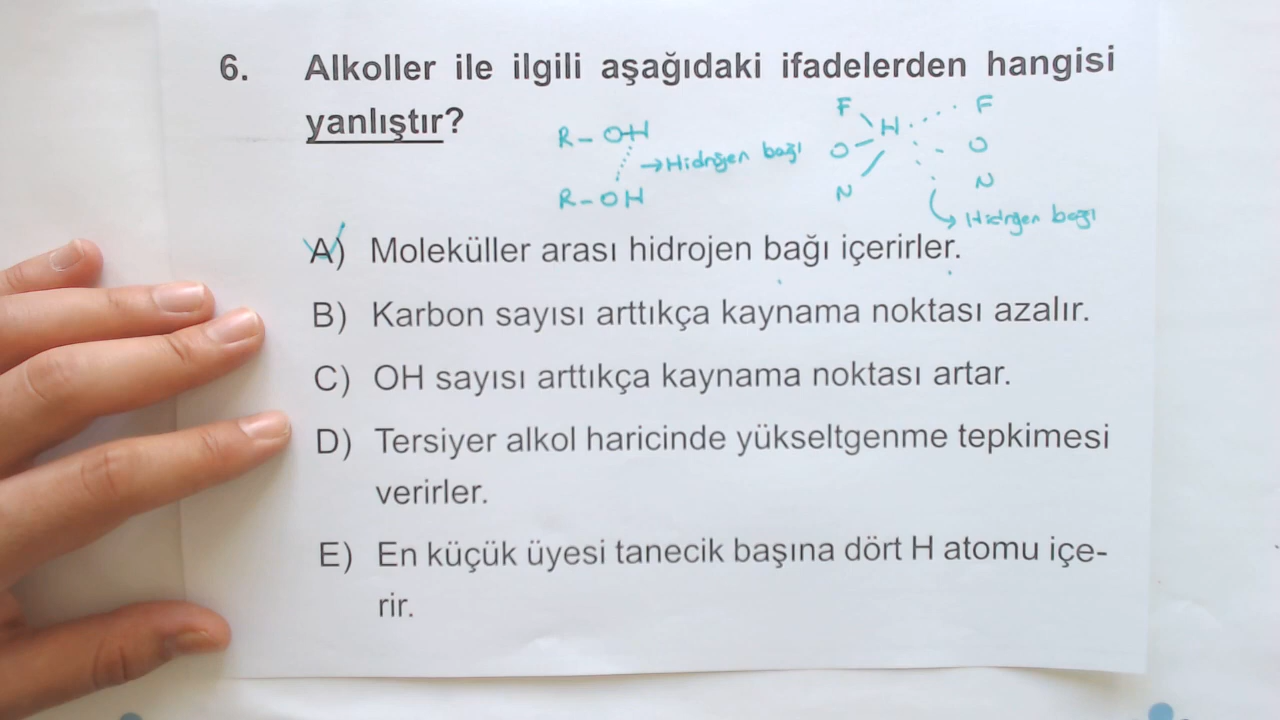 6. Alkoller ile ilgili aşağıdaki ifadelerden hangisi
yanlıştır?
R - OH
→ Hidrojen bağı
R - OH
F F
H
O O
N N
Hidrojen bağı
A) Moleküller arası hidrojen bağı içerirler.
B) Karbon sayısı arttıkça kaynama noktası azalır.
C) OH sayısı arttıkça kaynama noktası artar.
D) Tersiyer alkol haricinde yükseltgenme tepkimesi
verirler.
E) En küçük üyesi tanecik başına dört H atomu içe-
rir.